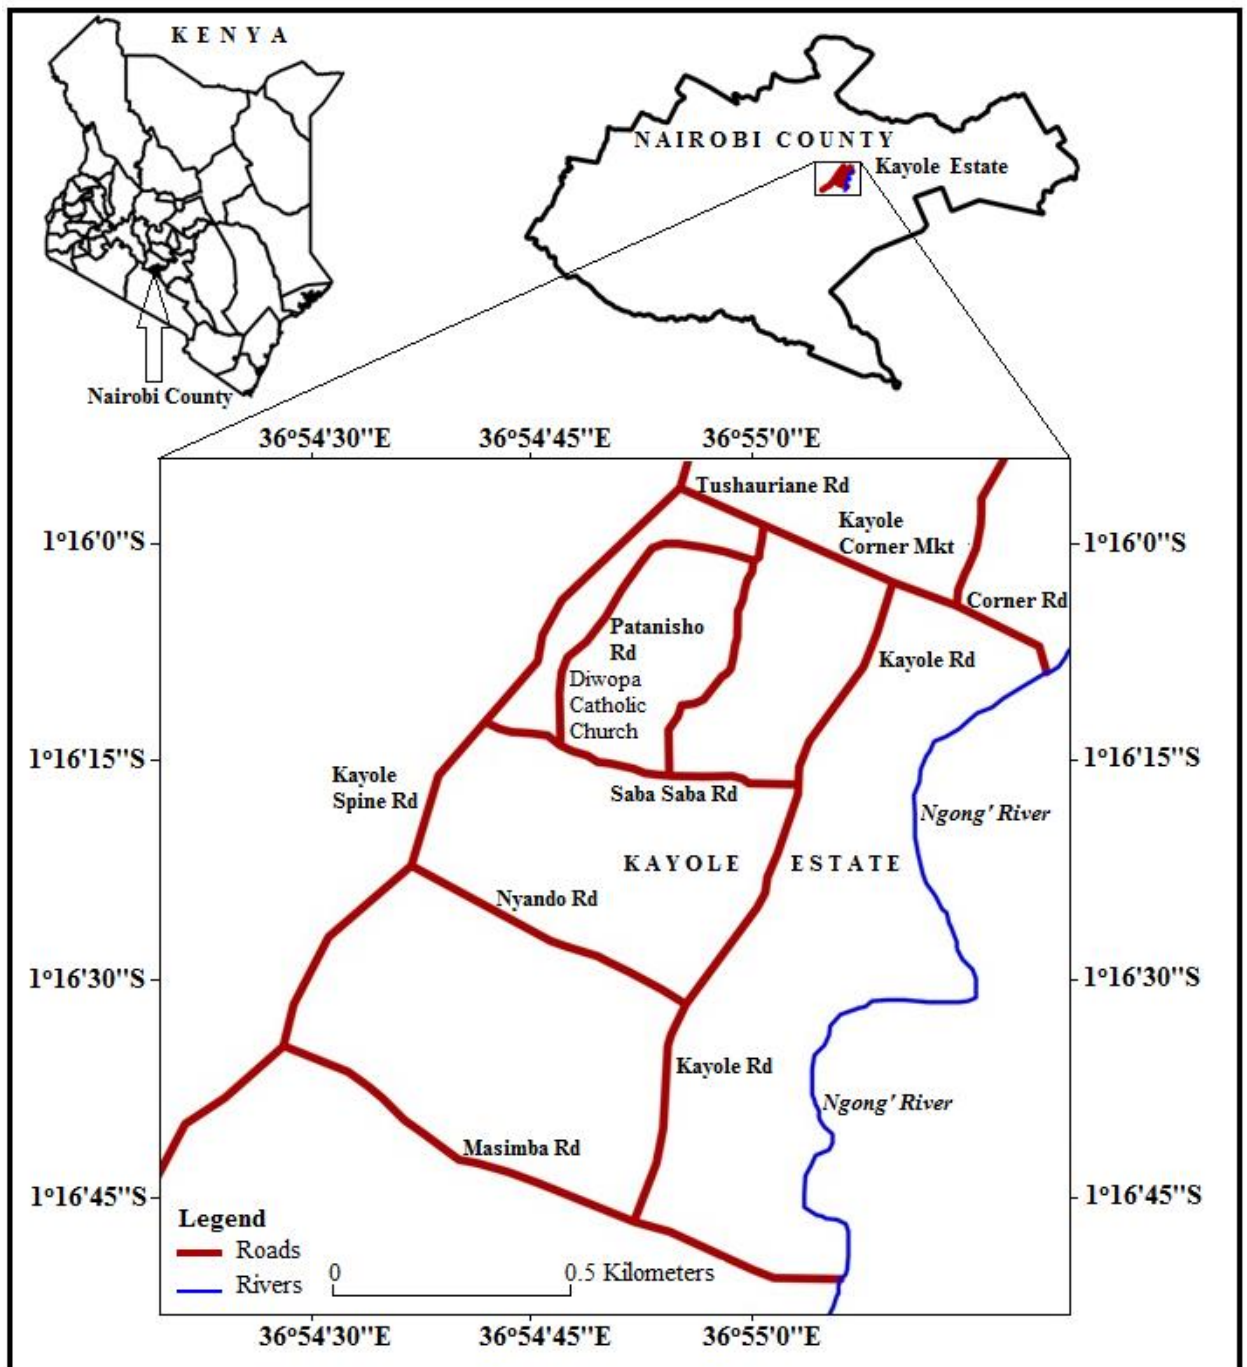 K E N Y A
NAIROBI COUNTY
Kayole Estate
Nairobi County
36°54'30"E 36°54'45"E 36°55'0"E
Tushauriane Rd
Kayole
Corner Mkt
1°16'0"S 1°16'0"S
Corner Rd
Patanisho
Rd
Kayole Rd
Diwopa
Catholic
Church
1°16'15"S 1°16'15"S
Kayole
Spine Rd
Saba Saba Rd
Ngong' River
KAYOLE ESTATE
Nyando Rd
1°16'30"S 1°16'30"S
Kayole Rd
Ngong' River
Masimba Rd
1°16'45"S 1°16'45"S
Legend
Roads
Rivers
0 0.5 Kilometers
36°54'30"E 36°54'45"E 36°55'0"E